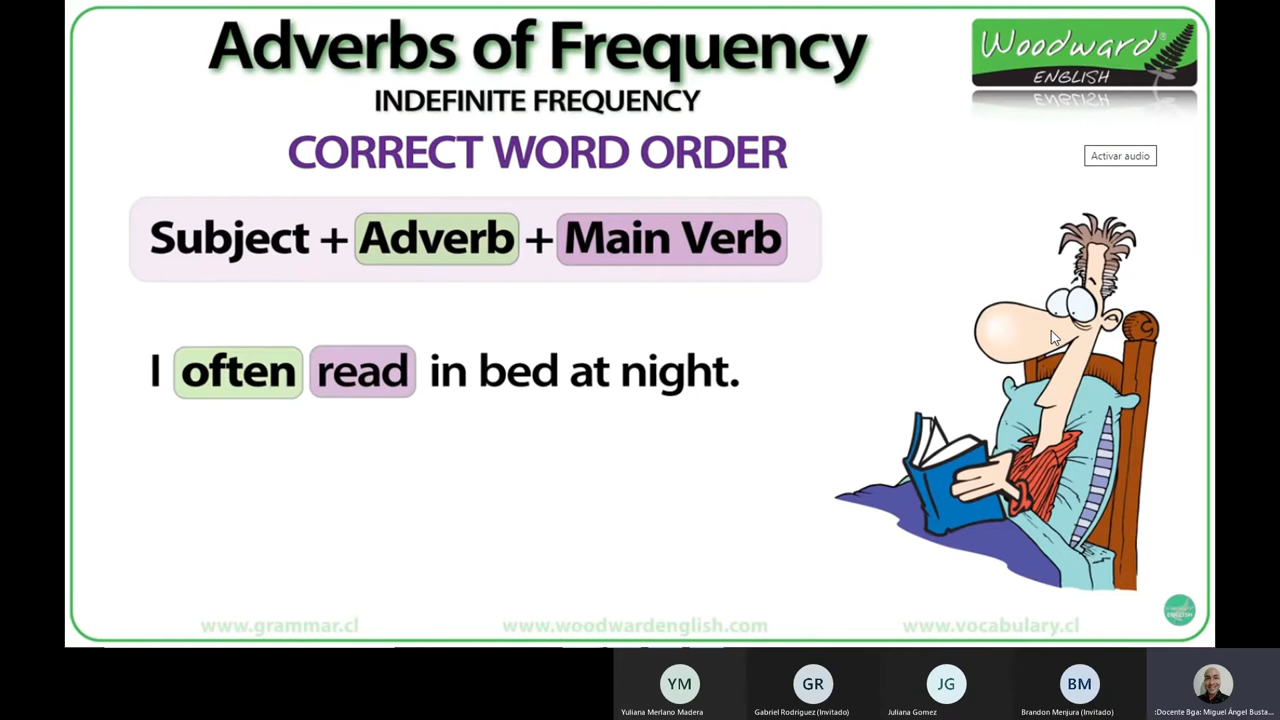 Adverbs of Frequency
INDEFINITE FREQUENCY
CORRECT WORD ORDER
Woodward®
ENGLISH
Activar audio
Subject + Adverb + Main Verb
I often read in bed at night.
www.grammar.cl
www.woodwardenglish.com
www.vocabulary.cl
YM
GR
JG
BM
Yuliana Merlano Madera
Gabriel Rodríguez (Invitado)
Juliana Gomez
Brandon Menjura (Invitado)
:Docente Bga: Miguel Ángel Busta...